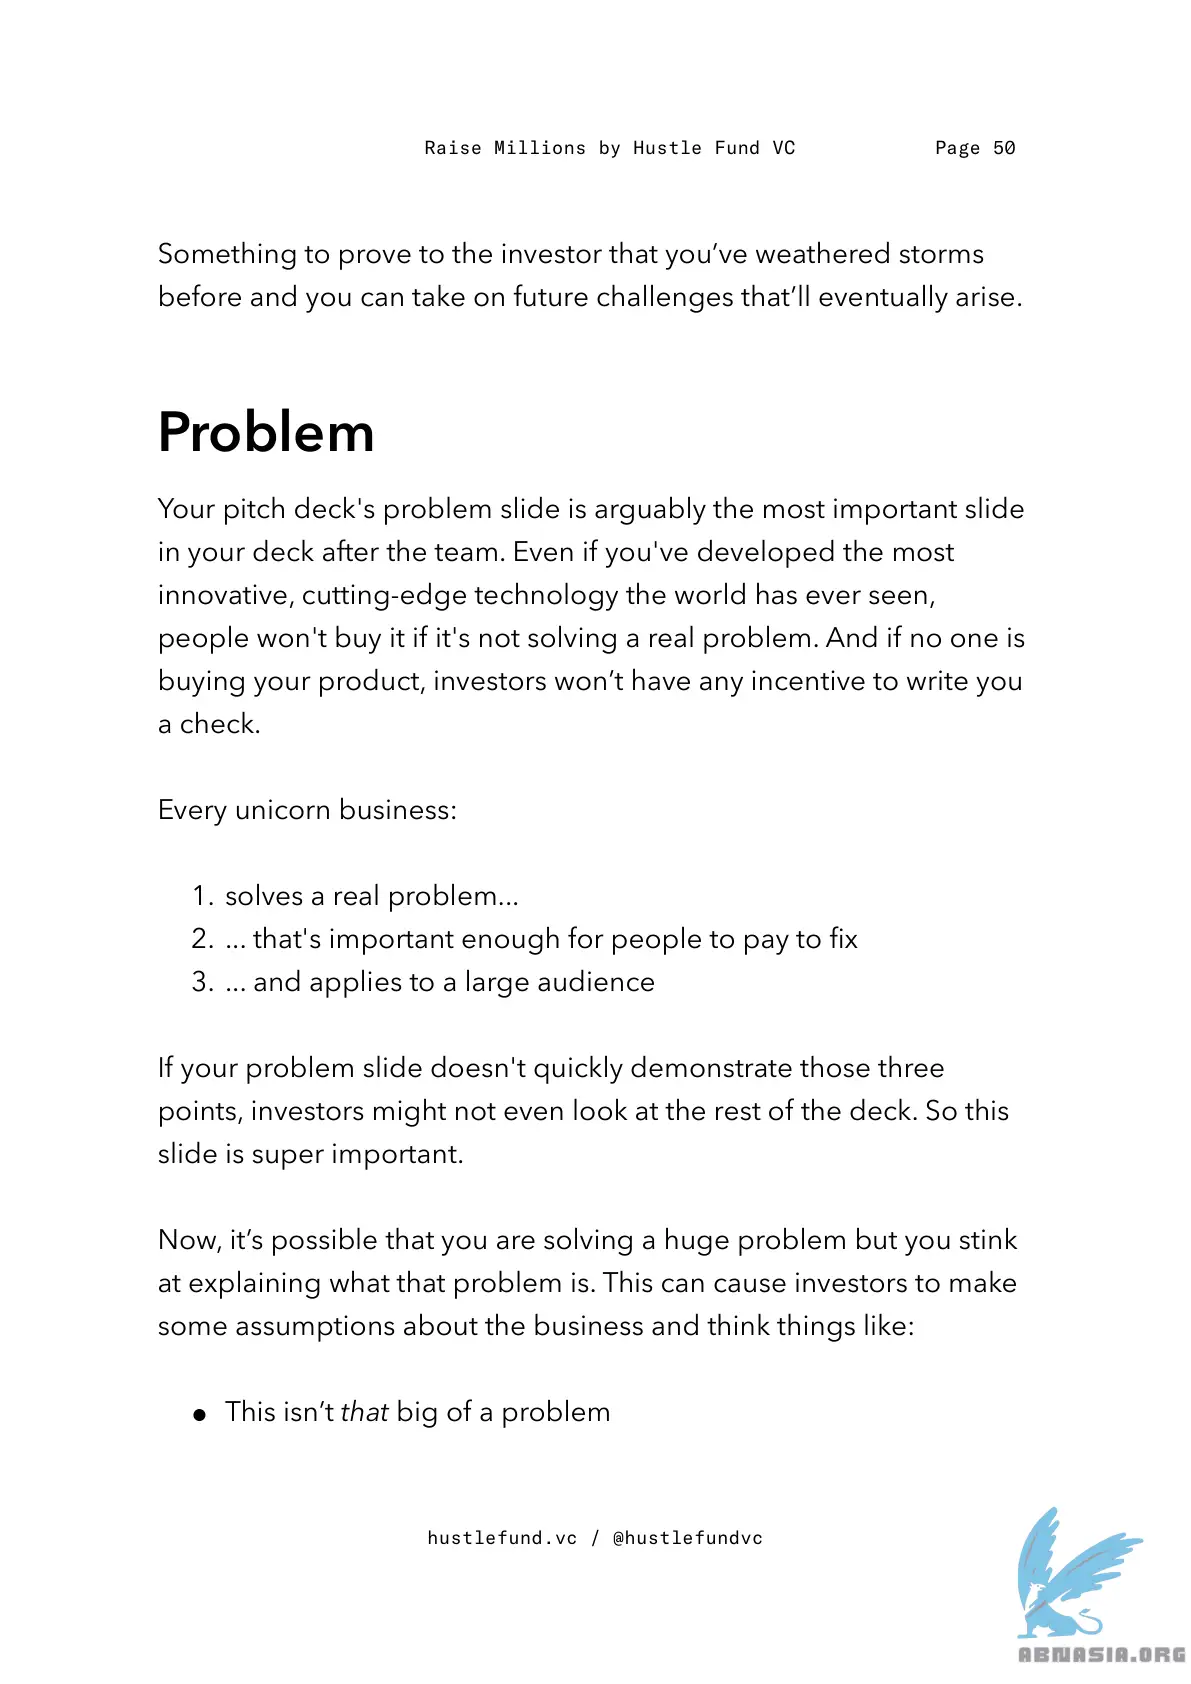 Raise Millions by Hustle Fund VC Page 50
Something to prove to the investor that you’ve weathered storms
before and you can take on future challenges that’ll eventually arise.
Problem
Your pitch deck's problem slide is arguably the most important slide
in your deck after the team. Even if you've developed the most
innovative, cutting-edge technology the world has ever seen,
people won't buy it if it's not solving a real problem. And if no one is
buying your product, investors won’t have any incentive to write you
a check.
Every unicorn business:
1. solves a real problem...
2. ... that's important enough for people to pay to fix
3. ... and applies to a large audience
If your problem slide doesn't quickly demonstrate those three
points, investors might not even look at the rest of the deck. So this
slide is super important.
Now, it’s possible that you are solving a huge problem but you stink
at explaining what that problem is. This can cause investors to make
some assumptions about the business and think things like:
● This isn’t that big of a problem
hustlefund.vc / @hustlefundvc
ABNASIA.ORG